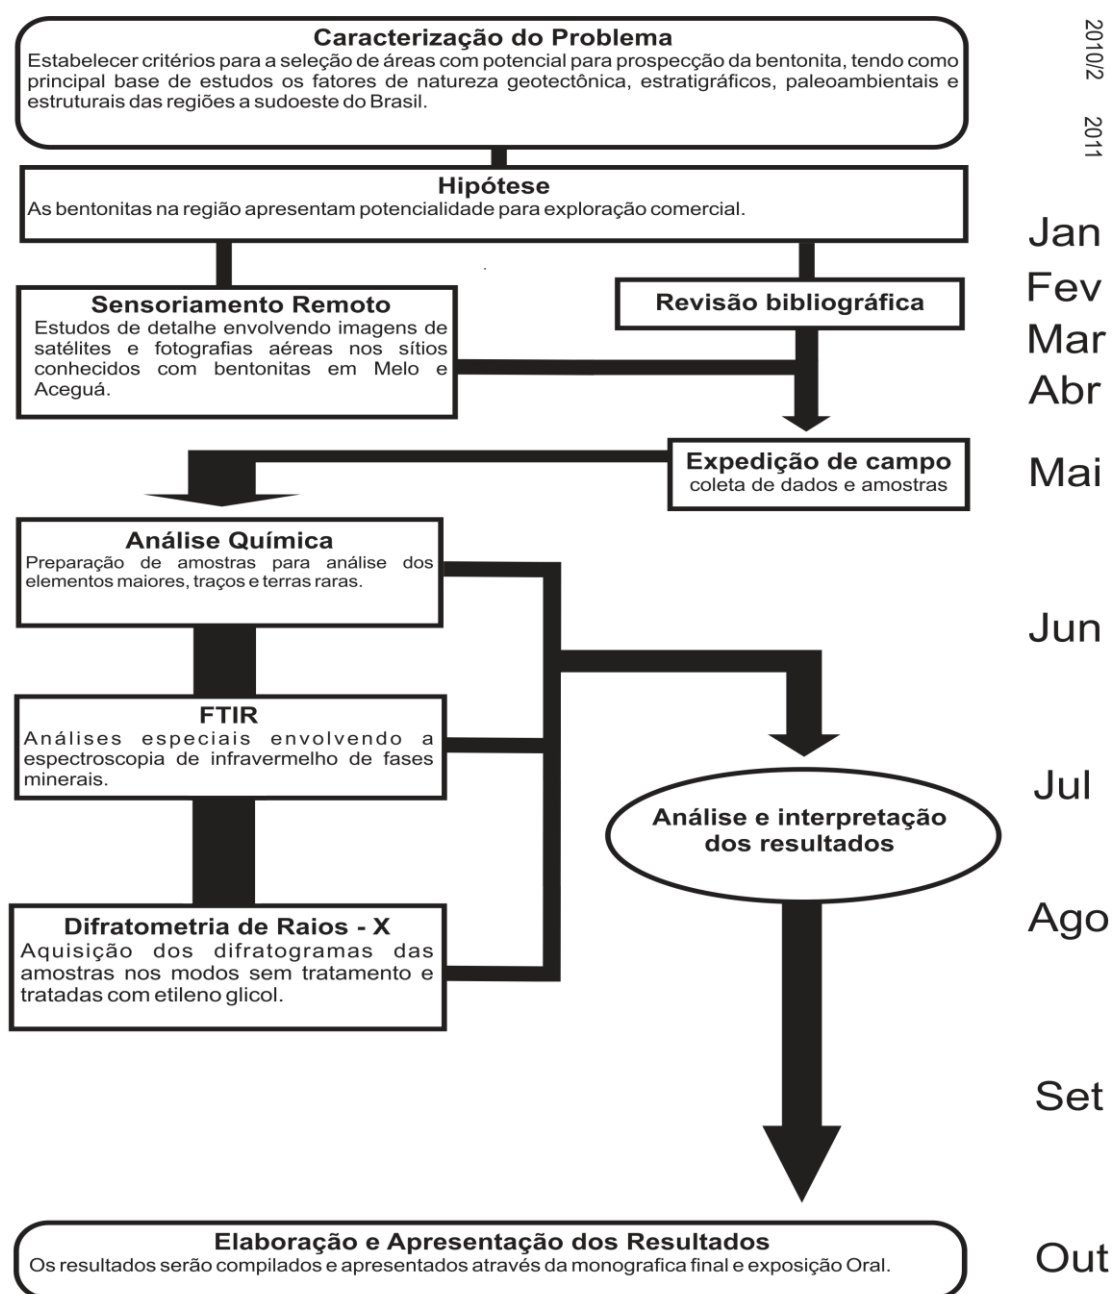 Caracterização do Problema
Estabelecer critérios para a seleção de áreas com potencial para prospecção da bentonita, tendo como
principal base de estudos os fatores de natureza geotectônica, estratigráficos, paleoambientais e
estruturais das regiões a sudoeste do Brasil.
2010/2 2011
Hipótese
As bentonitas na região apresentam potencialidade para exploração comercial.
Jan
Sensoriamento Remoto
Estudos de detalhe envolvendo imagens de
satélites e fotografias aéreas nos sítios
conhecidos com bentonitas em Melo e
Aceguá.
Revisão bibliográfica
Fev
Mar
Abr
Expedição de campo
coleta de dados e amostras
Mai
Análise Química
Preparação de amostras para análise dos
elementos maiores, traços e terras raras.
Jun
FTIR
Análises especiais envolvendo a
espectroscopia de infravermelho de fases
minerais.
Jul
Análise e interpretação
dos resultados
Difratometria de Raios - X
Aquisição dos difratogramas das
amostras nos modos sem tratamento e
tratadas com etileno glicol.
Ago
Set
Elaboração e Apresentação dos Resultados
Os resultados serão compilados e apresentados através da monografica final e exposição Oral.
Out